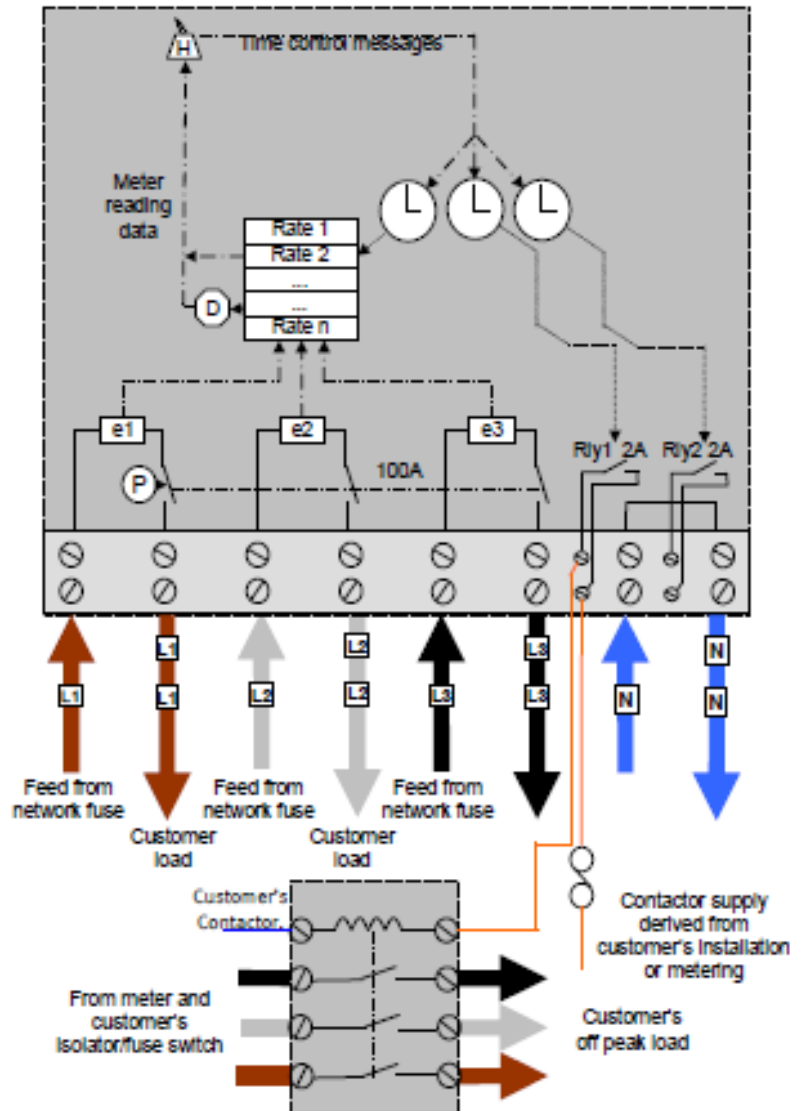 H
Time control messages
Meter
reading
data
Rate 1
Rate 2
...
...
Rate n
D
e1
e2
e3
P
100A
Rly1 2A
Rly2 2A
L1
L1
L1
L2
L2
L2
L3
L3
L3
N
N
N
Feed from
network fuse
Customer
load
Feed from
network fuse
Customer
load
Feed from
network fuse
Customer's
Contactor.
Contactor supply
derived from
customer's installation
or metering
From meter and
customer's
isolator/fuse switch
Customer's
off peak load